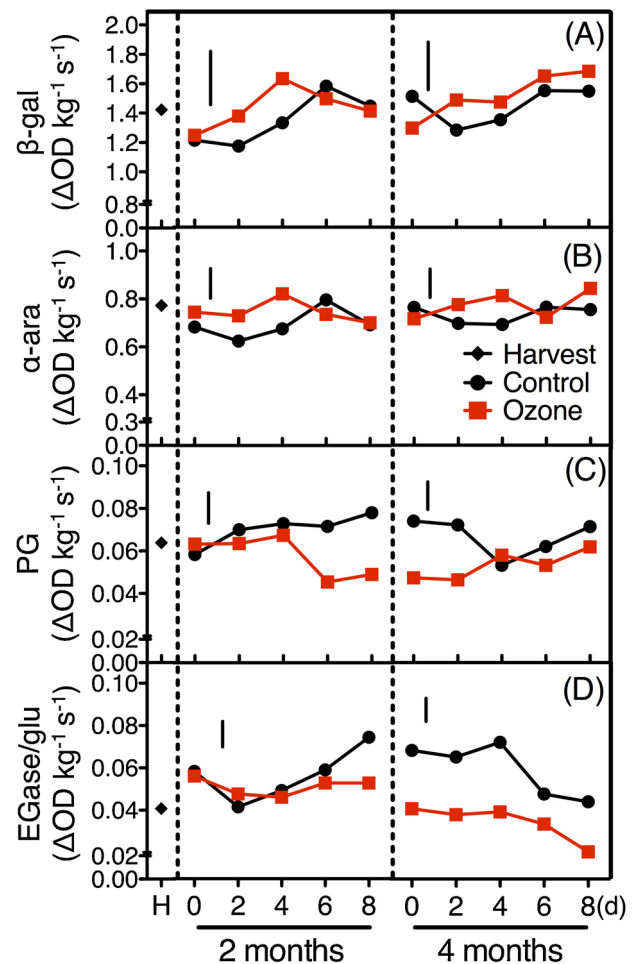 (A)
β-gal
(ΔOD kg⁻¹ s⁻¹)
2.0
1.8
1.6
1.4
1.2
1.0
0.8
0.0
(B)
α-ara
(ΔOD kg⁻¹ s⁻¹)
1.0
0.8
0.6
0.4
0.3
0.0
Harvest
Control
Ozone
(C)
PG
(ΔOD kg⁻¹ s⁻¹)
0.10
0.08
0.06
0.04
0.02
0.00
(D)
EGase/glu
(ΔOD kg⁻¹ s⁻¹)
0.10
0.08
0.06
0.04
0.02
0.00
H 0 2 4 6 8 0 2 4 6 8(d)
2 months 4 months